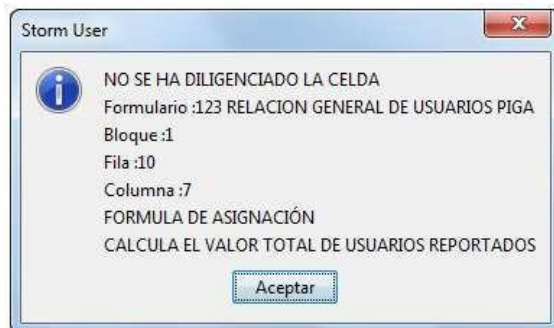 Storm User
NO SE HA DILIGENCIADO LA CELDA
Formulario :123 RELACION GENERAL DE USUARIOS PIGA
Bloque :1
Fila :10
Columna :7
FORMULA DE ASIGNACIÓN
CALCULA EL VALOR TOTAL DE USUARIOS REPORTADOS
Aceptar